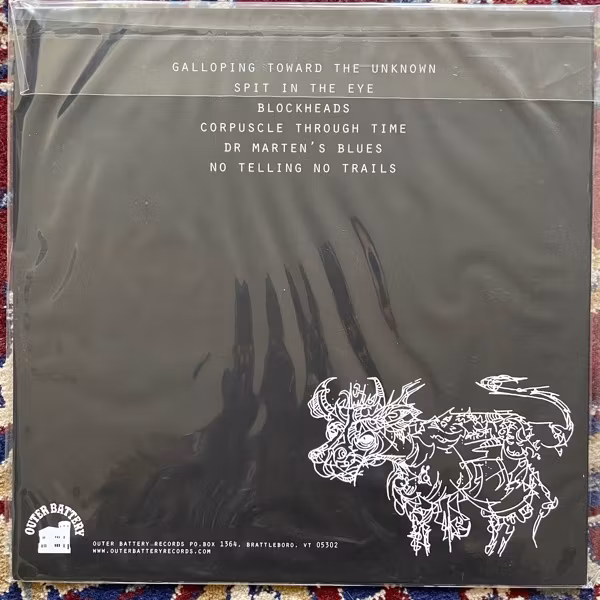 GALLOPING TOWARD THE UNKNOWN
SPIT IN THE EYE
BLOCKHEADS
CORPUSCLE THROUGH TIME
DR MARTEN'S BLUES
NO TELLING NO TRAILS
OUTER BATTERY
OUTER BATTERY RECORDS PO.BOX 1364, BRATTLEBORO, VT 05302
WWW.OUTERBATTERYRECORDS.COM